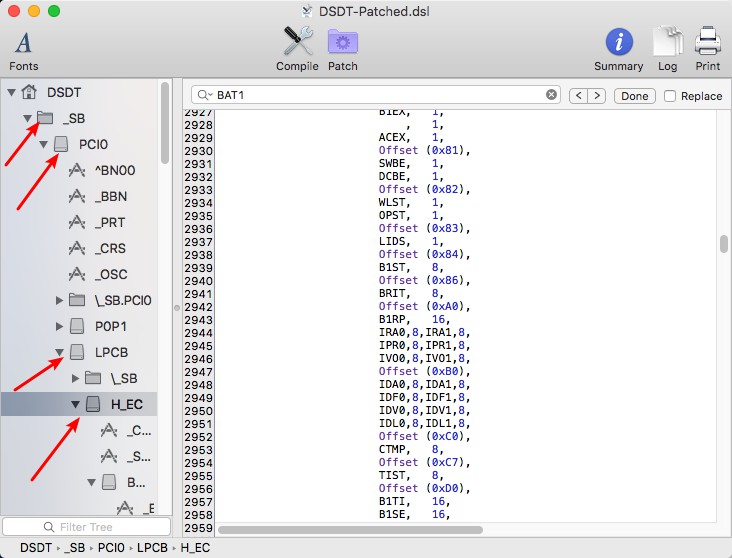 DSDT-Patched.dsl
A
Fonts
Compile
Patch
Summary
Log
Print
DSDT
_SB
PCI0
^BN00
_BBN
_PRT
_CRS
_OSC
\_SB.PCI0
P0P1
LPCB
\_SB
H_EC
_C...
_S...
B...
Filter Tree
BAT1
Done
Replace
2927 B1EX, 1,
2928 , 1,
2929 ACEX, 1,
2930 Offset (0x81),
2931 SWBE, 1,
2932 DCBE, 1,
2933 Offset (0x82),
2934 WLST, 1,
2935 OPST, 1,
2936 Offset (0x83),
2937 LIDS, 1,
2938 Offset (0x84),
2939 B1ST, 8,
2940 Offset (0x86),
2941 BRIT, 8,
2942 Offset (0xA0),
2943 B1RP, 16,
2944 IRA0,8,IRA1,8,
2945 IPR0,8,IPR1,8,
2946 IVO0,8,IVO1,8,
2947 Offset (0xB0),
2948 IDA0,8,IDA1,8,
2949 IDF0,8,IDF1,8,
2950 IDV0,8,IDV1,8,
2951 IDL0,8,IDL1,8,
2952 Offset (0xC0),
2953 CTMP, 8,
2954 Offset (0xC7),
2955 TIST, 8,
2956 Offset (0xD0),
2957 B1TI, 16,
2958 B1SE, 16,
2959
DSDT › _SB › PCI0 › LPCB › H_EC